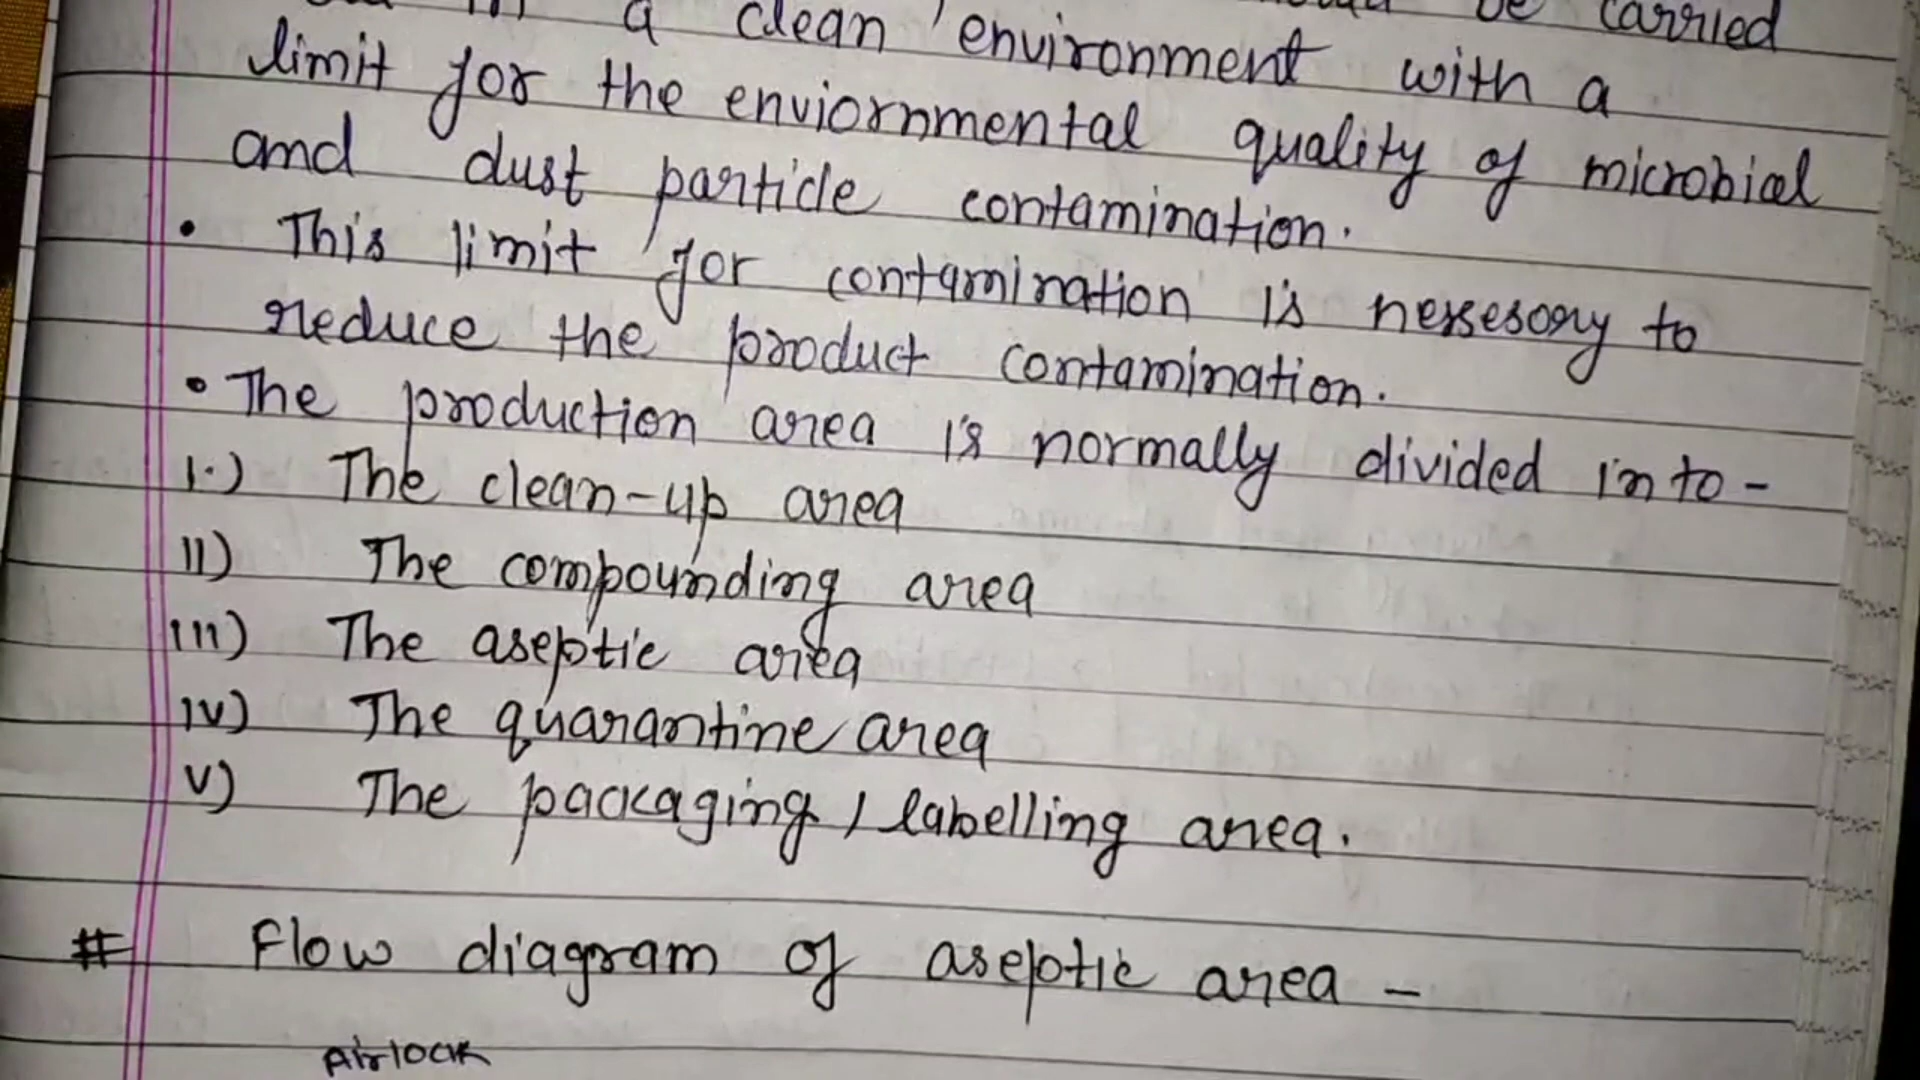 a clean environment with a
limit for the enviornmental quality of microbial
and dust particle contamination.
• This limit for contamination is nessesory to
reduce the product contamination.
• The production area is normally divided into -
I.) The clean-up area
II) The compounding area
III) The aseptic area
IV) The quarantine area
V) The packaging / labelling area.
# Flow diagram of aseptic area -
Airlock